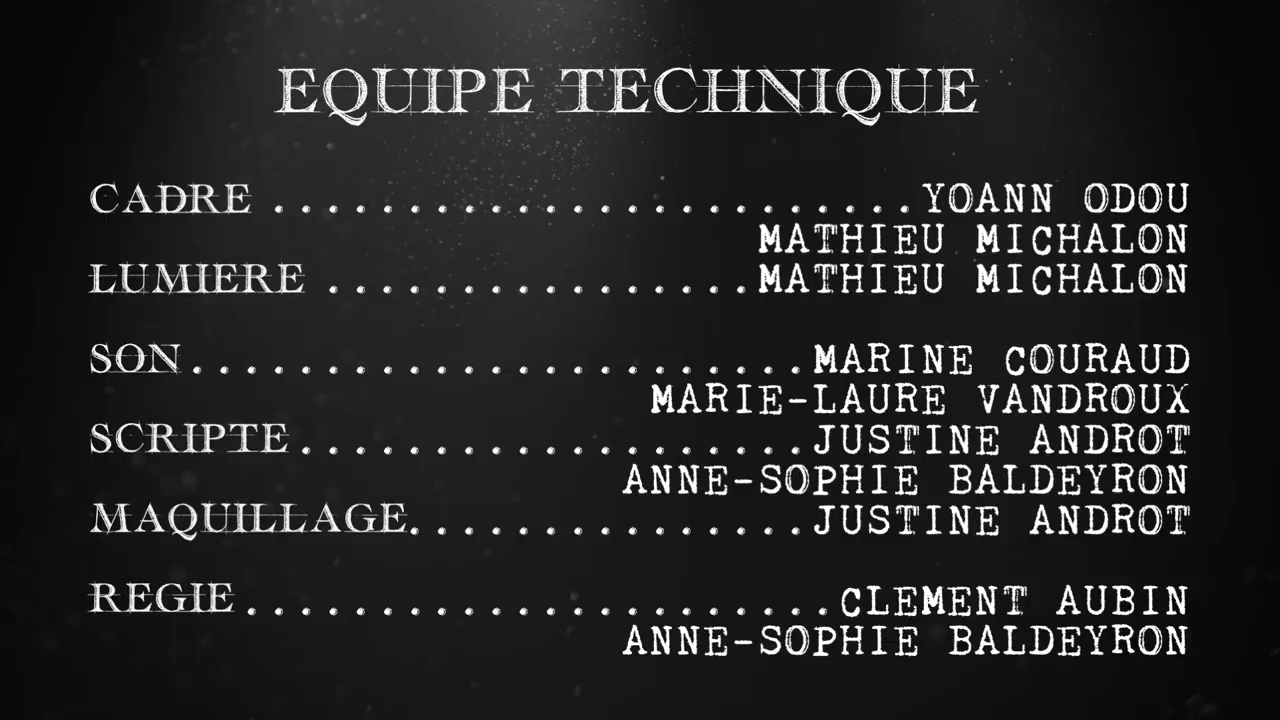 EQUIPE TECHNIQUE
CADRE . . . . . . . . . . . . . . . . . . . . . . . . YOANN ODOU
MATHIEU MICHALON
LUMIERE . . . . . . . . . . . . . . . . MATHIEU MICHALON
SON . . . . . . . . . . . . . . . . . . . . . . . MARINE COURAUD
MARIE-LAURE VANDROUX
SCRIPTE . . . . . . . . . . . . . . . . . . . JUSTINE ANDROT
ANNE-SOPHIE BALDEYRON
MAQUILLAGE. . . . . . . . . . . . . . . JUSTINE ANDROT
REGIE . . . . . . . . . . . . . . . . . . . . . . CLEMENT AUBIN
ANNE-SOPHIE BALDEYRON